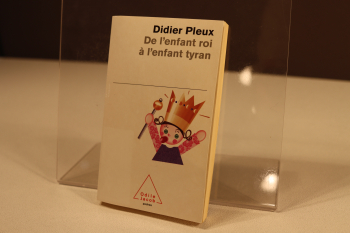 Didier Pleux
De l'enfant roi
à l'enfant tyran
Odile
Jacob